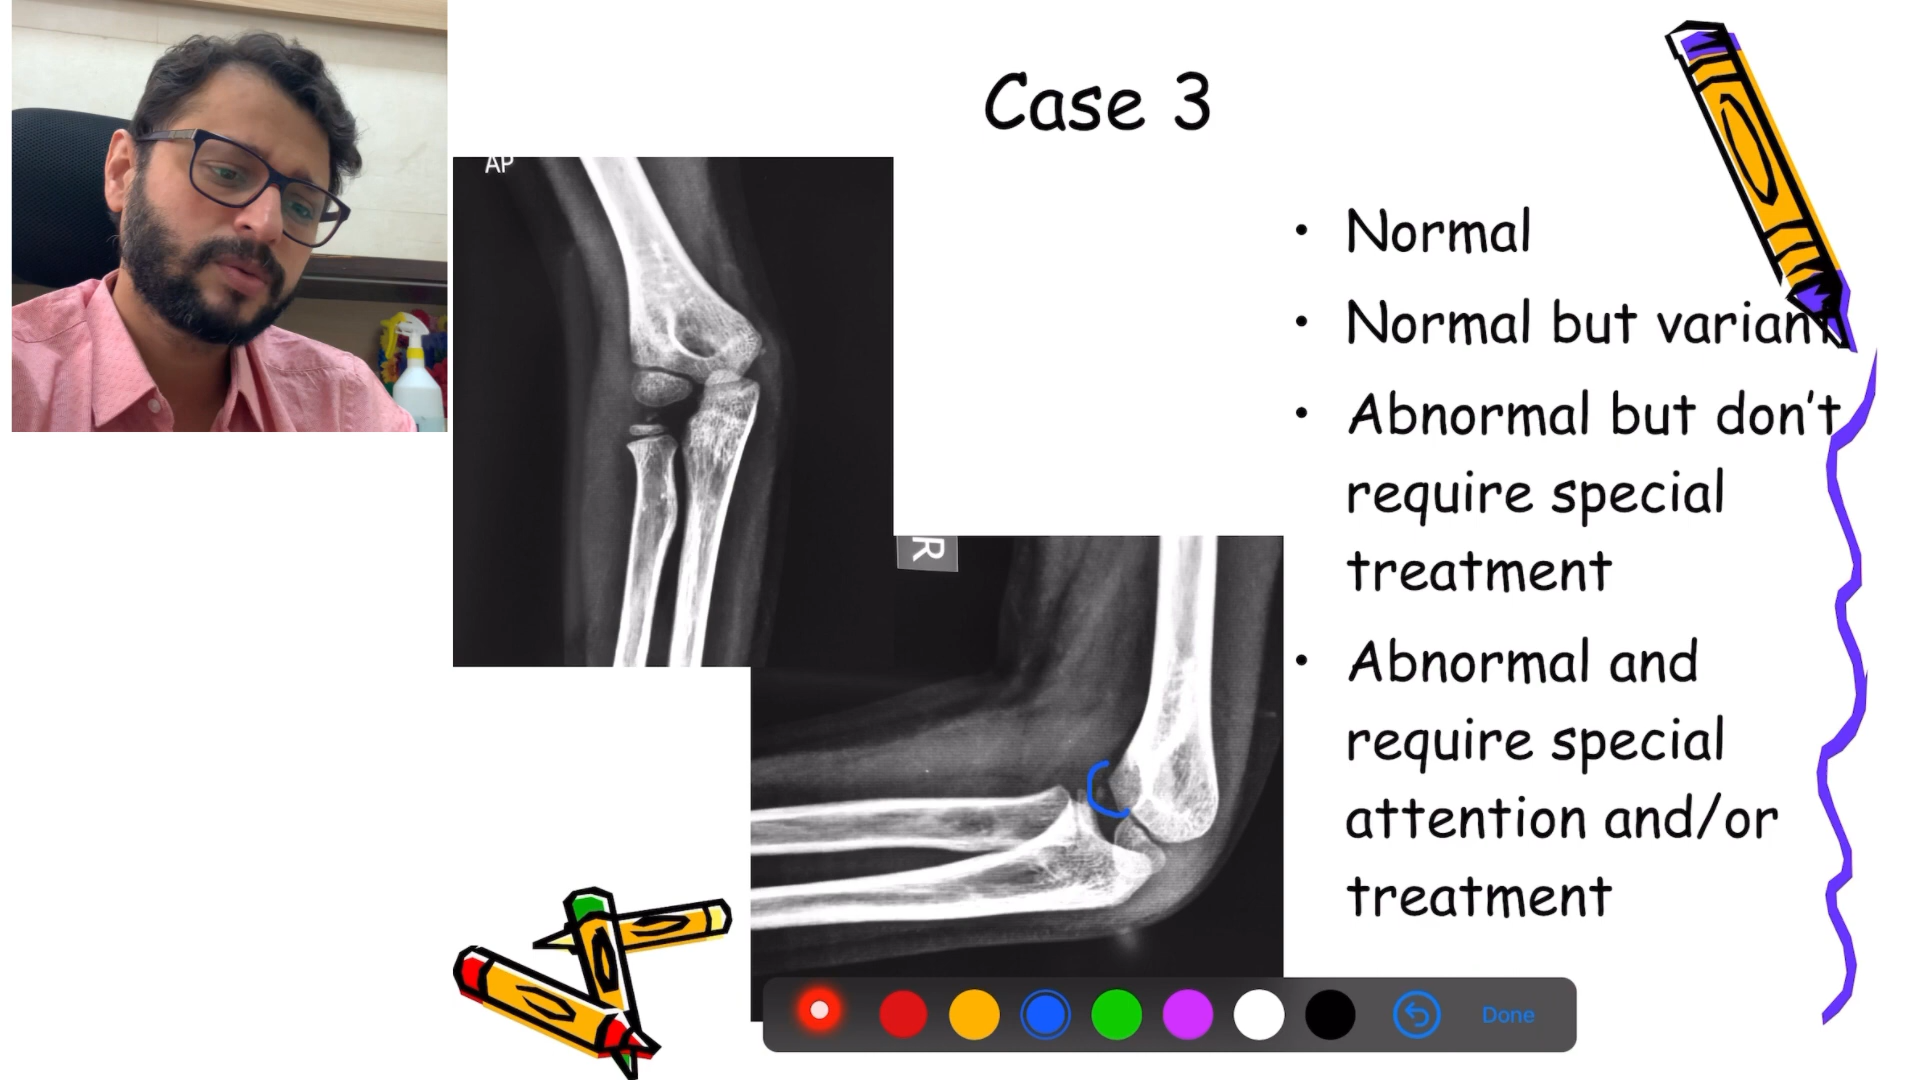 Case 3
AP
• Normal
• Normal but variant
• Abnormal but don't
require special
treatment
R
• Abnormal and
require special
attention and/or
treatment
Done